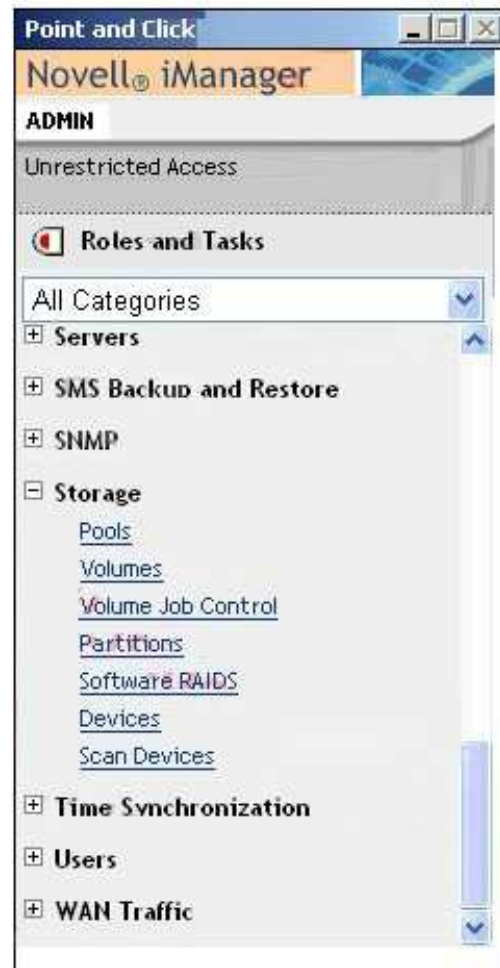 Point and Click
Novell® iManager
ADMIN
Unrestricted Access
Roles and Tasks
All Categories
Servers
SMS Backup and Restore
SNMP
Storage
Pools
Volumes
Volume Job Control
Partitions
Software RAIDS
Devices
Scan Devices
Time Synchronization
Users
WAN Traffic